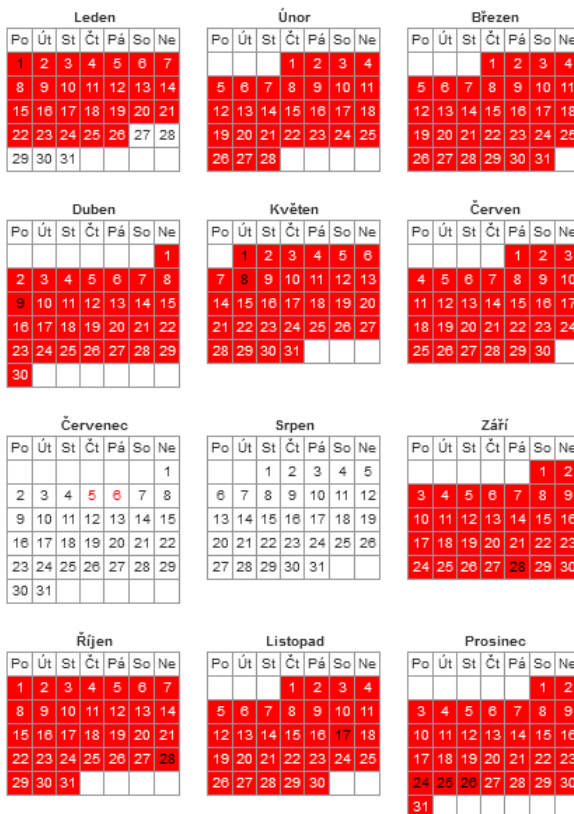 Leden Únor Březen
Po Út St Čt Pá So Ne Po Út St Čt Pá So Ne Po Út St Čt Pá So Ne
1 2 3 4 5 6 7 1 2 3 4 1 2 3 4
8 9 10 11 12 13 14 5 6 7 8 9 10 11 5 6 7 8 9 10 11
15 16 17 18 19 20 21 12 13 14 15 16 17 18 12 13 14 15 16 17 18
22 23 24 25 26 27 28 19 20 21 22 23 24 25 19 20 21 22 23 24 25
29 30 31 26 27 28 26 27 28 29 30 31
Duben Květen Červen
Po Út St Čt Pá So Ne Po Út St Čt Pá So Ne Po Út St Čt Pá So Ne
1 1 2 3 4 5 6 1 2 3
2 3 4 5 6 7 8 7 8 9 10 11 12 13 4 5 6 7 8 9 10
9 10 11 12 13 14 15 14 15 16 17 18 19 20 11 12 13 14 15 16 17
16 17 18 19 20 21 22 21 22 23 24 25 26 27 18 19 20 21 22 23 24
23 24 25 26 27 28 29 28 29 30 31 25 26 27 28 29 30
30
Červenec Srpen Září
Po Út St Čt Pá So Ne Po Út St Čt Pá So Ne Po Út St Čt Pá So Ne
1 1 2 3 4 5 1 2
2 3 4 5 6 7 8 6 7 8 9 10 11 12 3 4 5 6 7 8 9
9 10 11 12 13 14 15 13 14 15 16 17 18 19 10 11 12 13 14 15 16
16 17 18 19 20 21 22 20 21 22 23 24 25 26 17 18 19 20 21 22 23
23 24 25 26 27 28 29 27 28 29 30 31 24 25 26 27 28 29 30
30 31
Říjen Listopad Prosinec
Po Út St Čt Pá So Ne Po Út St Čt Pá So Ne Po Út St Čt Pá So Ne
1 2 3 4 5 6 7 1 2 3 4 1 2
8 9 10 11 12 13 14 5 6 7 8 9 10 11 3 4 5 6 7 8 9
15 16 17 18 19 20 21 12 13 14 15 16 17 18 10 11 12 13 14 15 16
22 23 24 25 26 27 28 19 20 21 22 23 24 25 17 18 19 20 21 22 23
29 30 31 26 27 28 29 30 24 25 26 27 28 29 30
31